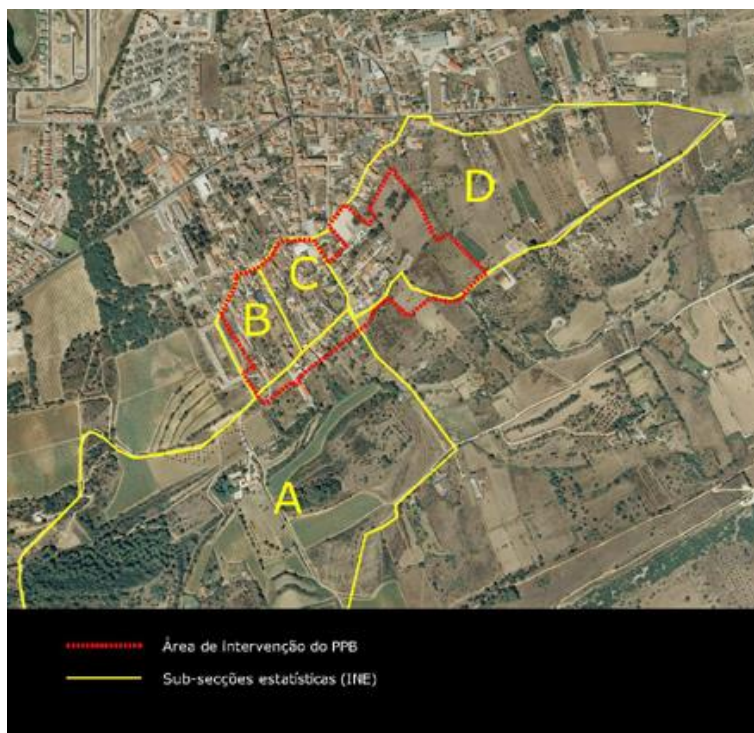 D
C
B
A
Área de Intervenção do PPB
Sub-secções estatísticas (INE)